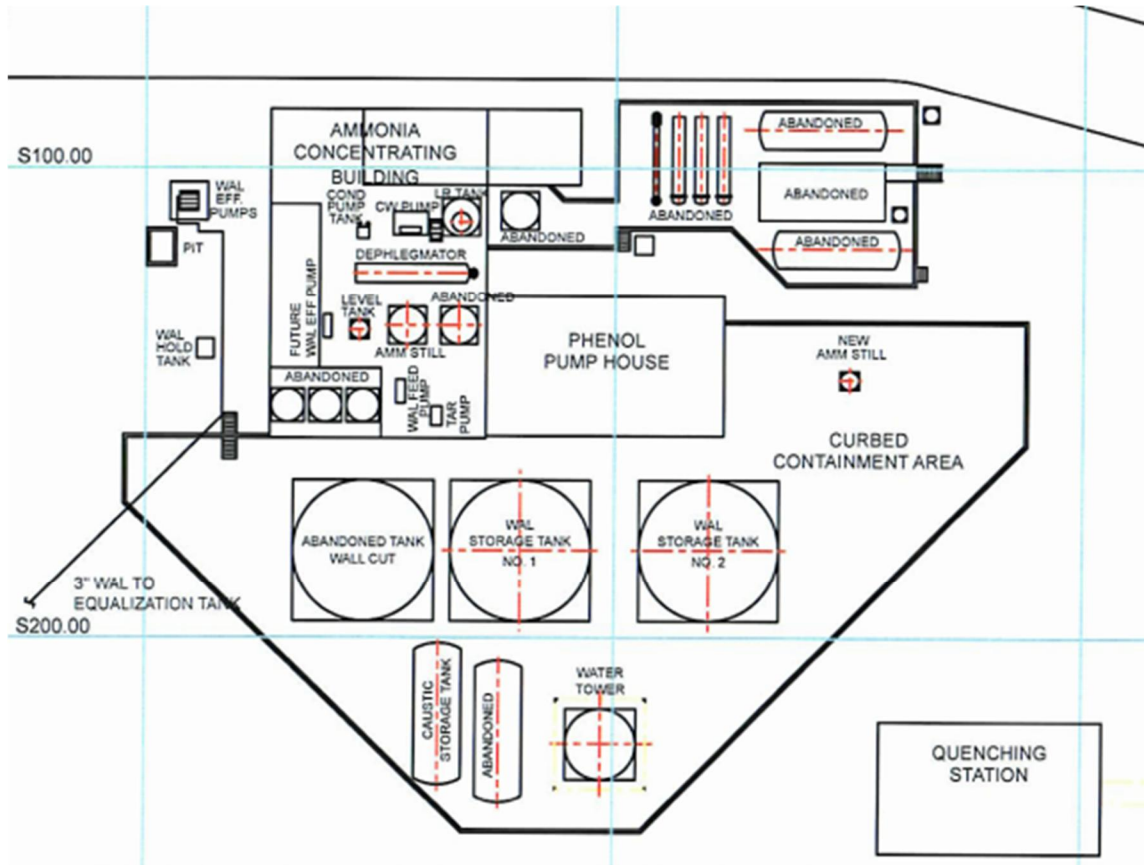 S100.00
AMMONIA
CONCENTRATING
BUILDING
ABANDONED
ABANDONED
ABANDONED
ABANDONED
WAL
EFF.
PUMPS
PIT
COND
PUMP
TANK
CW PUMP
LR TANK
ABANDONED
DEPHLEGMATOR
FUTURE
WAL EFF PUMP
LEVEL
TANK
ABANDONED
AMM STILL
WAL
HOLD
TANK
ABANDONED
WAL FEED
PUMP
TAR
PUMP
PHENOL
PUMP HOUSE
NEW
AMM STILL
CURBED
CONTAINMENT AREA
ABANDONED TANK
WALL CUT
WAL
STORAGE TANK
NO. 1
WAL
STORAGE TANK
NO. 2
3" WAL TO
EQUALIZATION TANK
S200.00
CAUSTIC
STORAGE TANK
ABANDONED
WATER
TOWER
QUENCHING
STATION